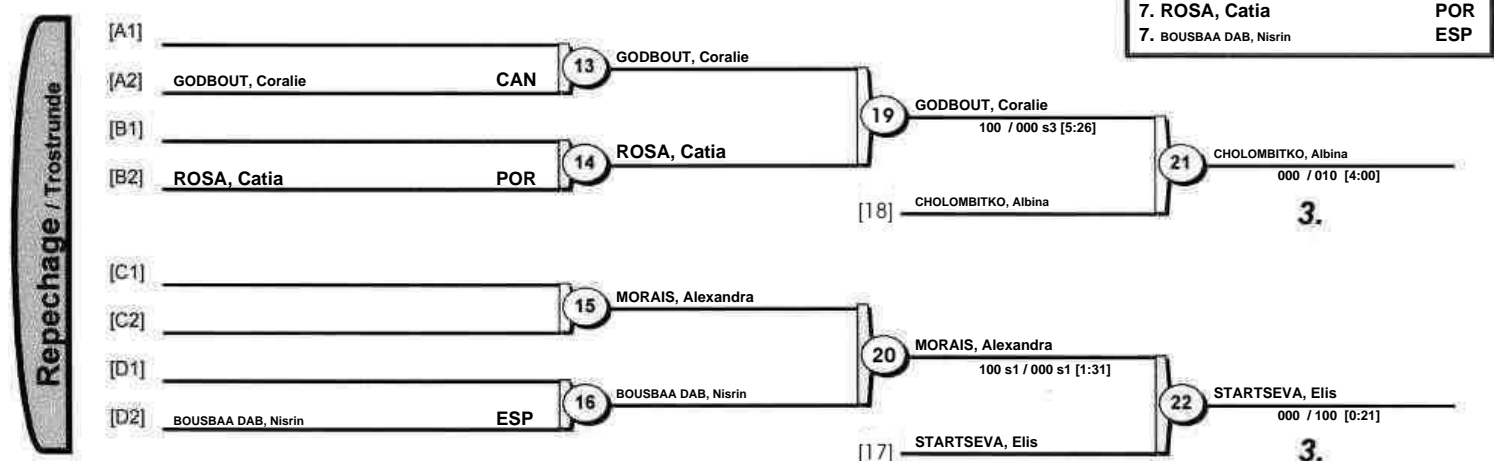 7. ROSA, Catia POR
7. BOUSBAA DAB, Nisrin ESP
Repechage / Trostrunde
[A1]
[A2] GODBOUT, Coralie CAN
13 GODBOUT, Coralie
[B1]
[B2] ROSA, Catia POR
14 ROSA, Catia
19 GODBOUT, Coralie
100 / 000 s3 [5:26]
[18] CHOLOMBITKO, Albina
21 CHOLOMBITKO, Albina
000 / 010 [4:00]
3.
[C1]
[C2]
15 MORAIS, Alexandra
[D1]
[D2] BOUSBAA DAB, Nisrin ESP
16 BOUSBAA DAB, Nisrin
20 MORAIS, Alexandra
100 s1 / 000 s1 [1:31]
[17] STARTSEVA, Elis
22 STARTSEVA, Elis
000 / 100 [0:21]
3.